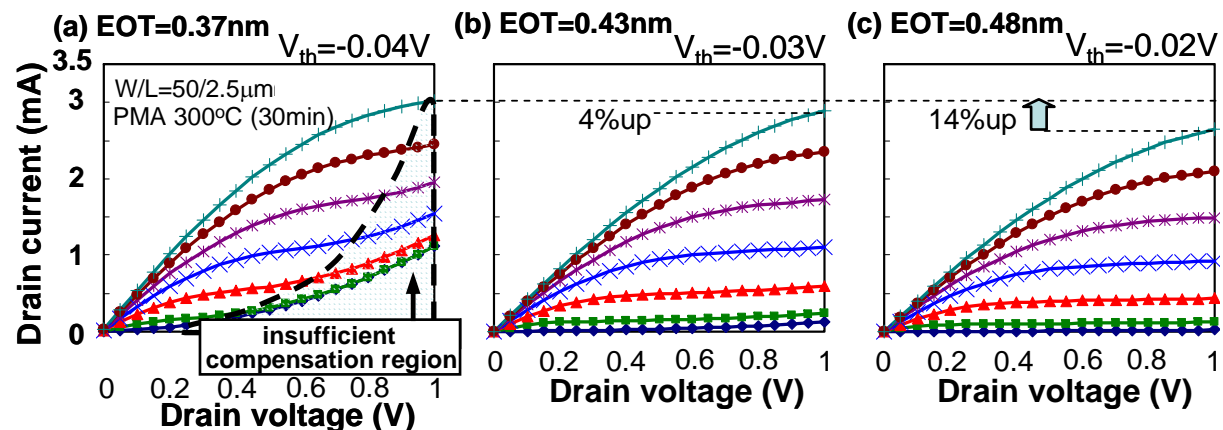 (a) EOT=0.37nm
V_th=-0.04V
W/L=50/2.5μm
PMA 300°C (30min)
Drain current (mA)
3.5
3
2
1
0
insufficient
compensation region
0 0.2 0.4 0.6 0.8 1
Drain voltage (V)
(b) EOT=0.43nm
V_th=-0.03V
4%up
0 0.2 0.4 0.6 0.8 1
Drain voltage (V)
(c) EOT=0.48nm
V_th=-0.02V
14%up
0 0.2 0.4 0.6 0.8 1
Drain voltage (V)